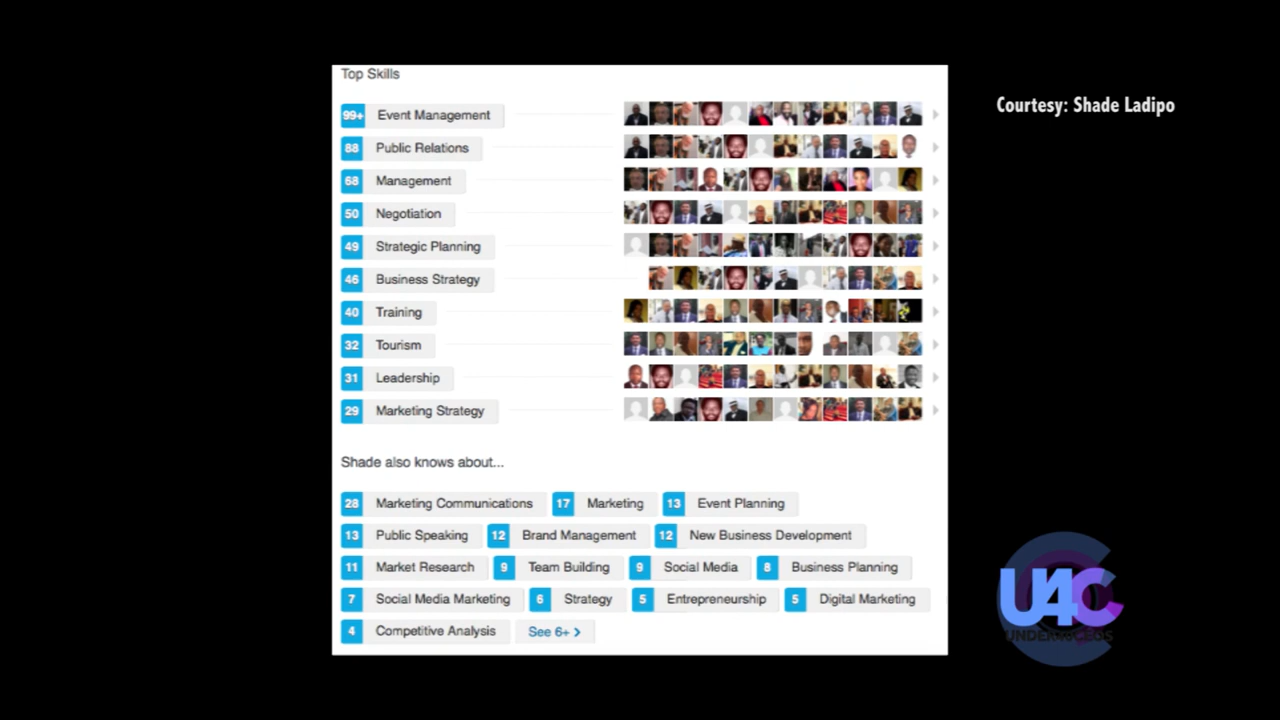 Top Skills
Courtesy: Shade Ladipo
99+ Event Management
88 Public Relations
68 Management
50 Negotiation
49 Strategic Planning
46 Business Strategy
40 Training
32 Tourism
31 Leadership
29 Marketing Strategy
Shade also knows about...
28 Marketing Communications 17 Marketing 13 Event Planning
13 Public Speaking 12 Brand Management 12 New Business Development
11 Market Research 9 Team Building 9 Social Media 8 Business Planning
7 Social Media Marketing 6 Strategy 5 Entrepreneurship 5 Digital Marketing
4 Competitive Analysis See 6+ >
U4C